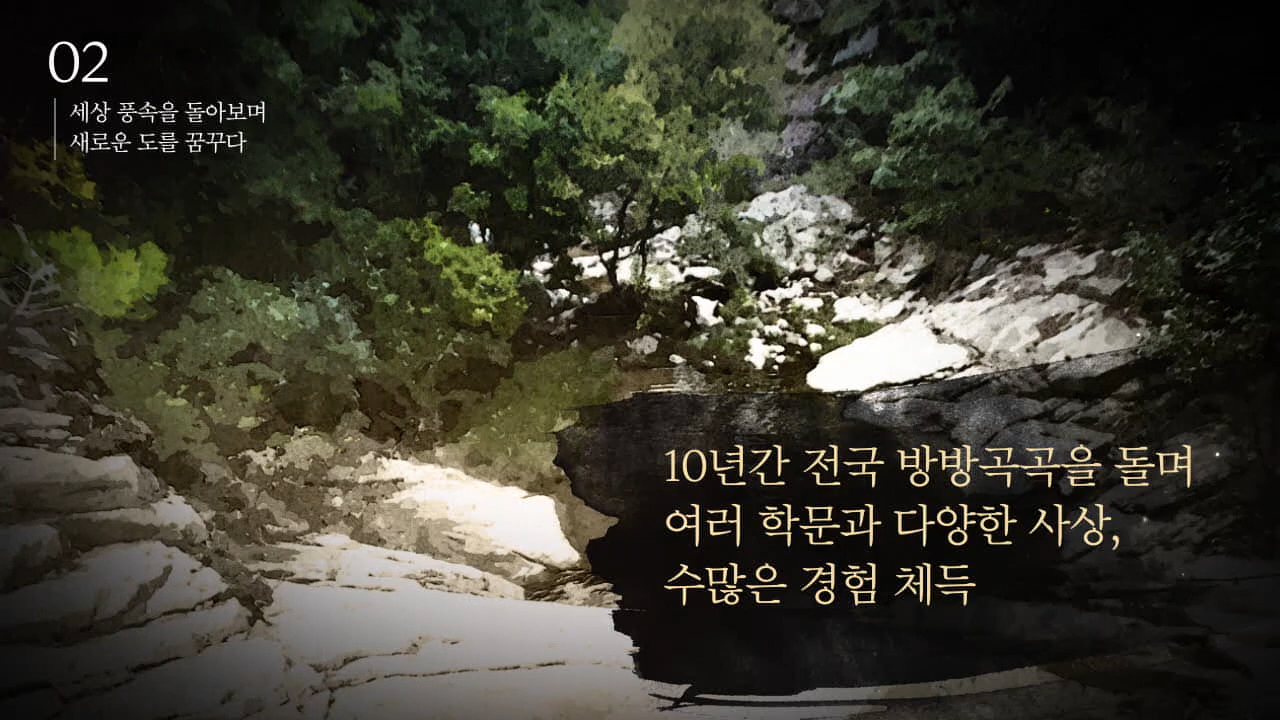 02
세상 풍속을 돌아보며
새로운 도를 꿈꾸다
10년간 전국 방방곡곡을 돌며
여러 학문과 다양한 사상,
수많은 경험 체득